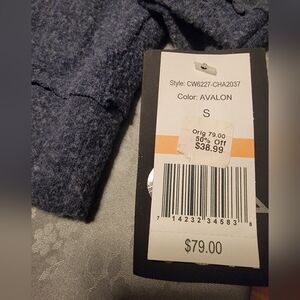 Style: CW6227-CHA2037
Color: AVALON
S
Orig 79.00
50% Off
$38.99
7 14232 34583 8
$79.00